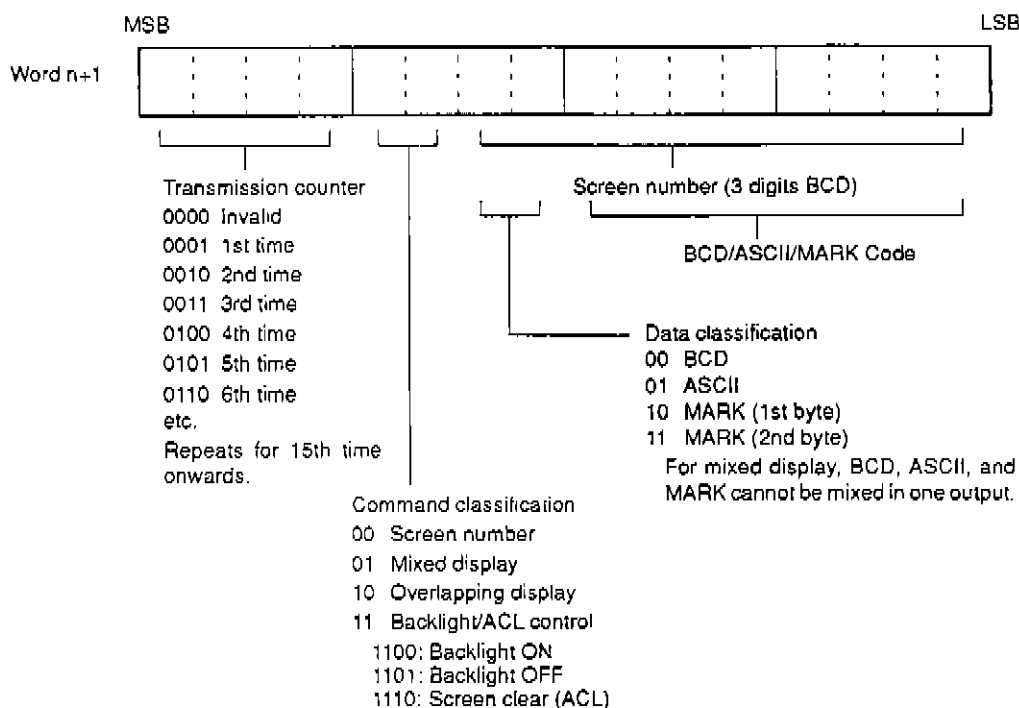 MSB LSB
Word n+1
Transmission counter
0000 Invalid
0001 1st time
0010 2nd time
0011 3rd time
0100 4th time
0101 5th time
0110 6th time
etc.
Repeats for 15th time
onwards.
Screen number (3 digits BCD)
BCD/ASCII/MARK Code
Data classification
00 BCD
01 ASCII
10 MARK (1st byte)
11 MARK (2nd byte)
For mixed display, BCD, ASCII, and
MARK cannot be mixed in one output.
Command classification
00 Screen number
01 Mixed display
10 Overlapping display
11 Backlight/ACL control
1100: Backlight ON
1101: Backlight OFF
1110: Screen clear (ACL)